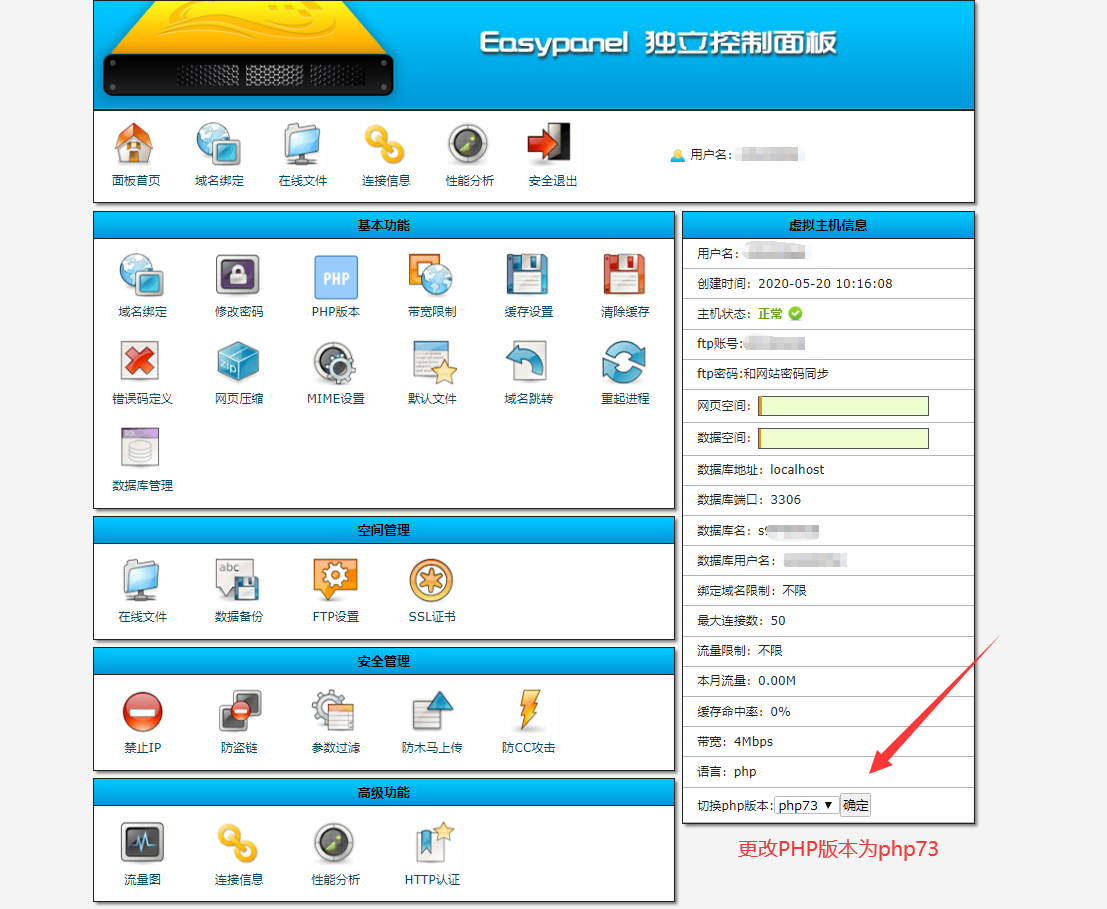 Easypanel 独立控制面板
面板首页 域名绑定 在线文件 连接信息 性能分析 安全退出
用户名:
基本功能
域名绑定 修改密码 PHP版本 带宽限制 缓存设置 清除缓存
PHP
错误码定义 网页压缩 MIME设置 默认文件 域名跳转 重起进程
zip
SQL
数据库管理
空间管理
abc
在线文件 数据备份 FTP设置 SSL证书
安全管理
禁止IP 防盗链 参数过滤 防木马上传 防CC攻击
高级功能
流量图 连接信息 性能分析 HTTP认证
虚拟主机信息
用户名:
创建时间: 2020-05-20 10:16:08
主机状态: 正常
ftp账号:
ftp密码:和网站密码同步
网页空间:
数据空间:
数据库地址: localhost
数据库端口: 3306
数据库名:
数据库用户名:
绑定域名限制: 不限
最大连接数: 50
流量限制: 不限
本月流量: 0.00M
缓存命中率: 0%
带宽: 4Mbps
语言: php
切换php版本: php73 ▼ 确定
更改PHP版本为php73